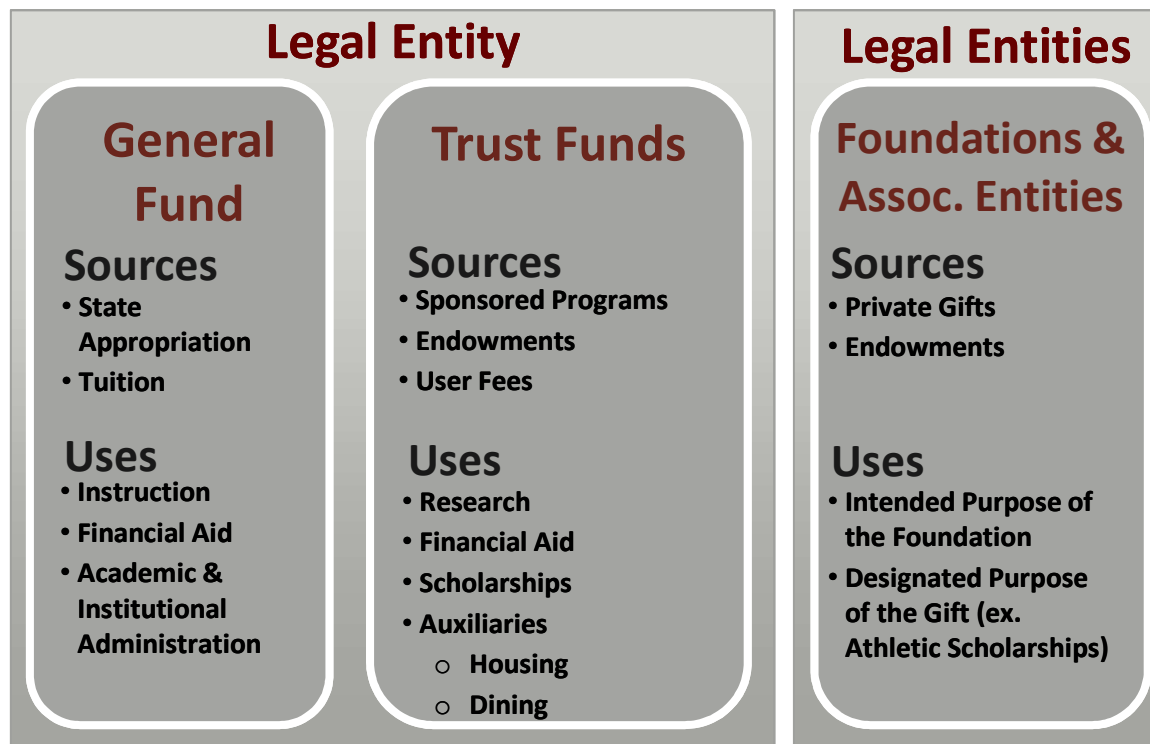 Legal Entity
General
Fund
Sources
• State
Appropriation
• Tuition
Uses
• Instruction
• Financial Aid
• Academic &
Institutional
Administration
Trust Funds
Sources
• Sponsored Programs
• Endowments
• User Fees
Uses
• Research
• Financial Aid
• Scholarships
• Auxiliaries
o Housing
o Dining
Legal Entities
Foundations &
Assoc. Entities
Sources
• Private Gifts
• Endowments
Uses
• Intended Purpose of
the Foundation
• Designated Purpose
of the Gift (ex.
Athletic Scholarships)